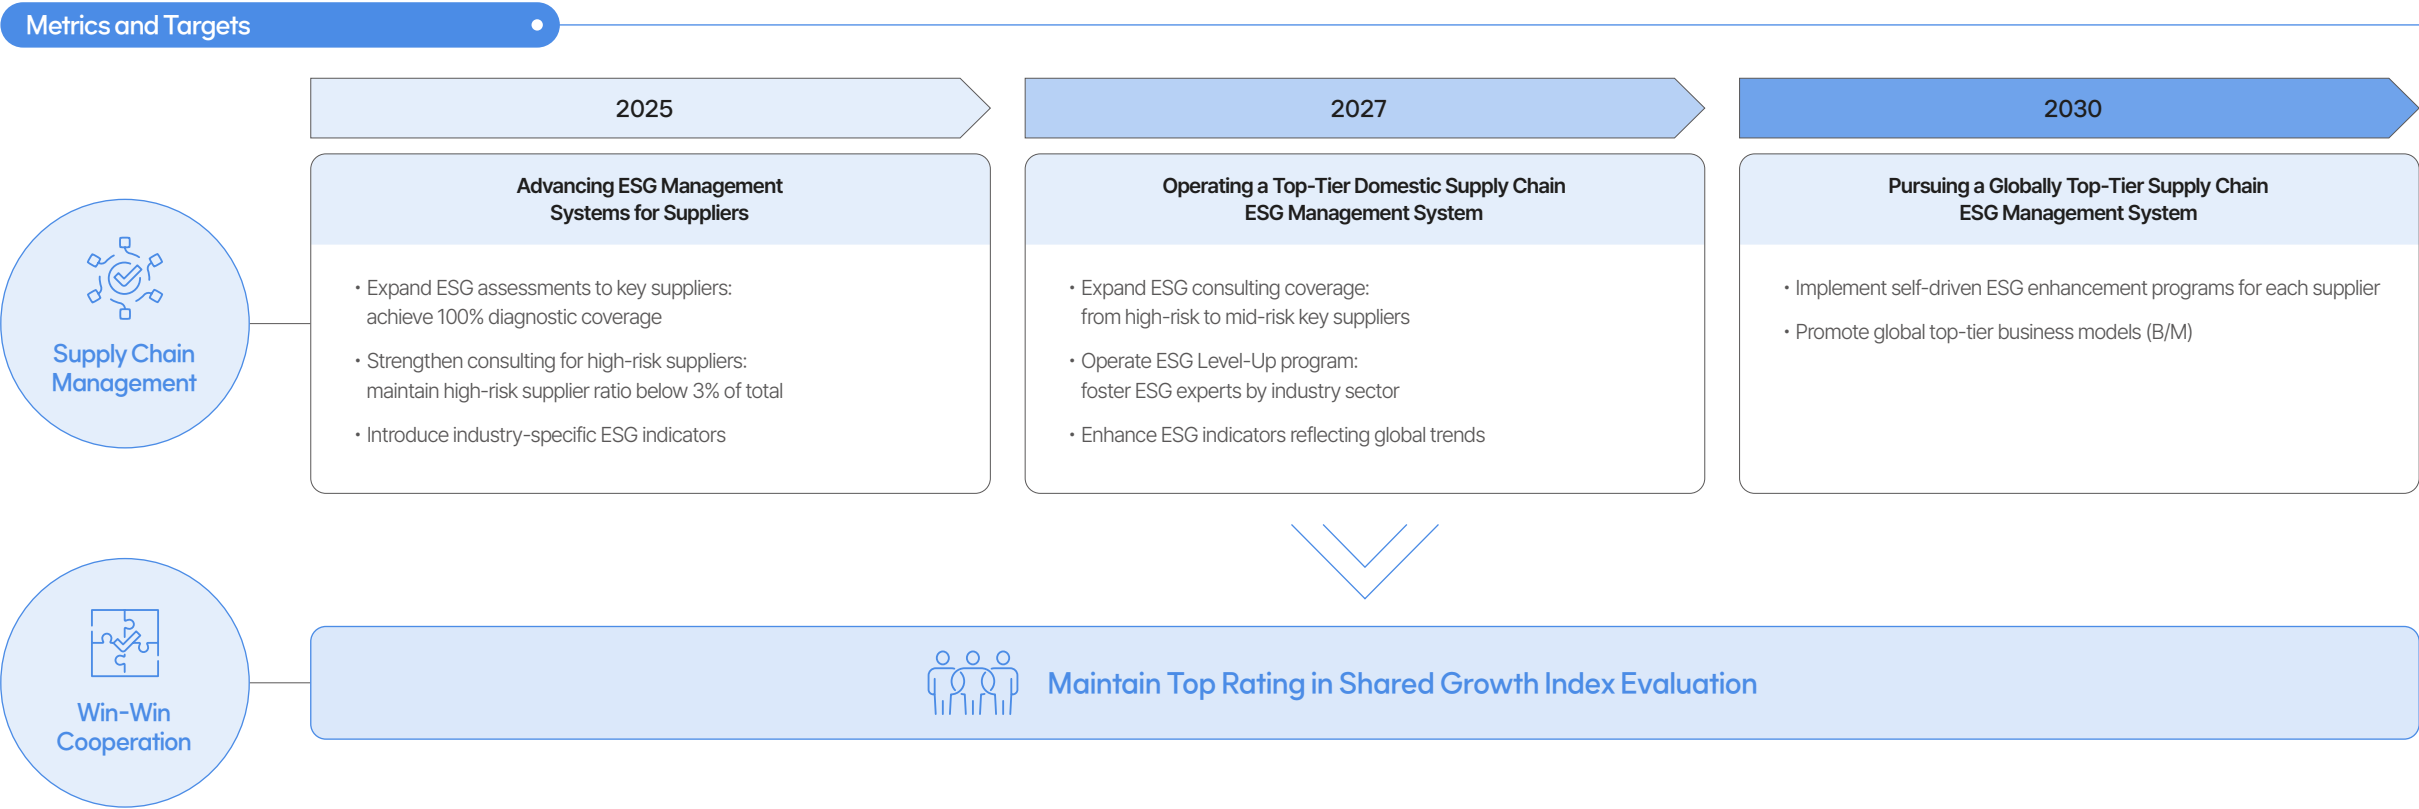 Metrics and Targets
2025
2027
2030
Supply Chain
Management
Advancing ESG Management
Systems for Suppliers
• Expand ESG assessments to key suppliers:
achieve 100% diagnostic coverage
• Strengthen consulting for high-risk suppliers:
maintain high-risk supplier ratio below 3% of total
• Introduce industry-specific ESG indicators
Operating a Top-Tier Domestic Supply Chain
ESG Management System
• Expand ESG consulting coverage:
from high-risk to mid-risk key suppliers
• Operate ESG Level-Up program:
foster ESG experts by industry sector
• Enhance ESG indicators reflecting global trends
Pursuing a Globally Top-Tier Supply Chain
ESG Management System
• Implement self-driven ESG enhancement programs for each supplier
• Promote global top-tier business models (B/M)
Win-Win
Cooperation
Maintain Top Rating in Shared Growth Index Evaluation